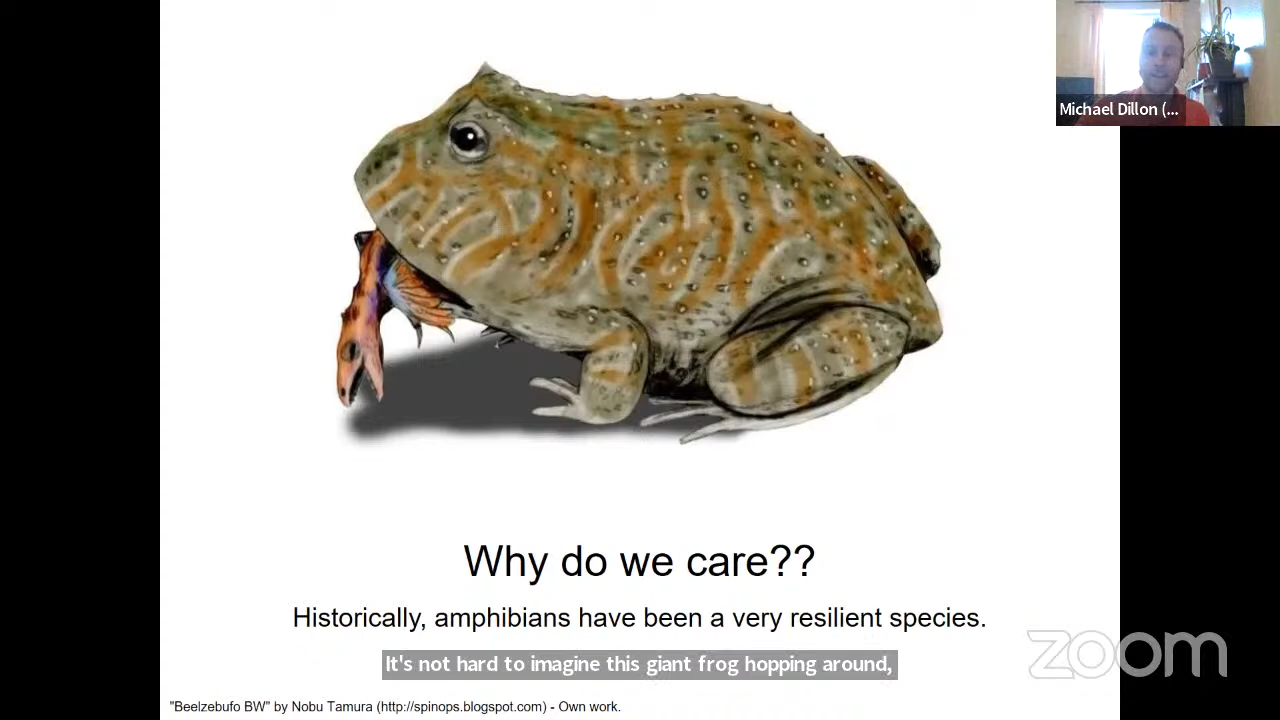 Michael Dillon (...
Why do we care??
Historically, amphibians have been a very resilient species.
It's not hard to imagine this giant frog hopping around,
zoom
"Beelzebufo BW" by Nobu Tamura (http://spinops.blogspot.com) - Own work.